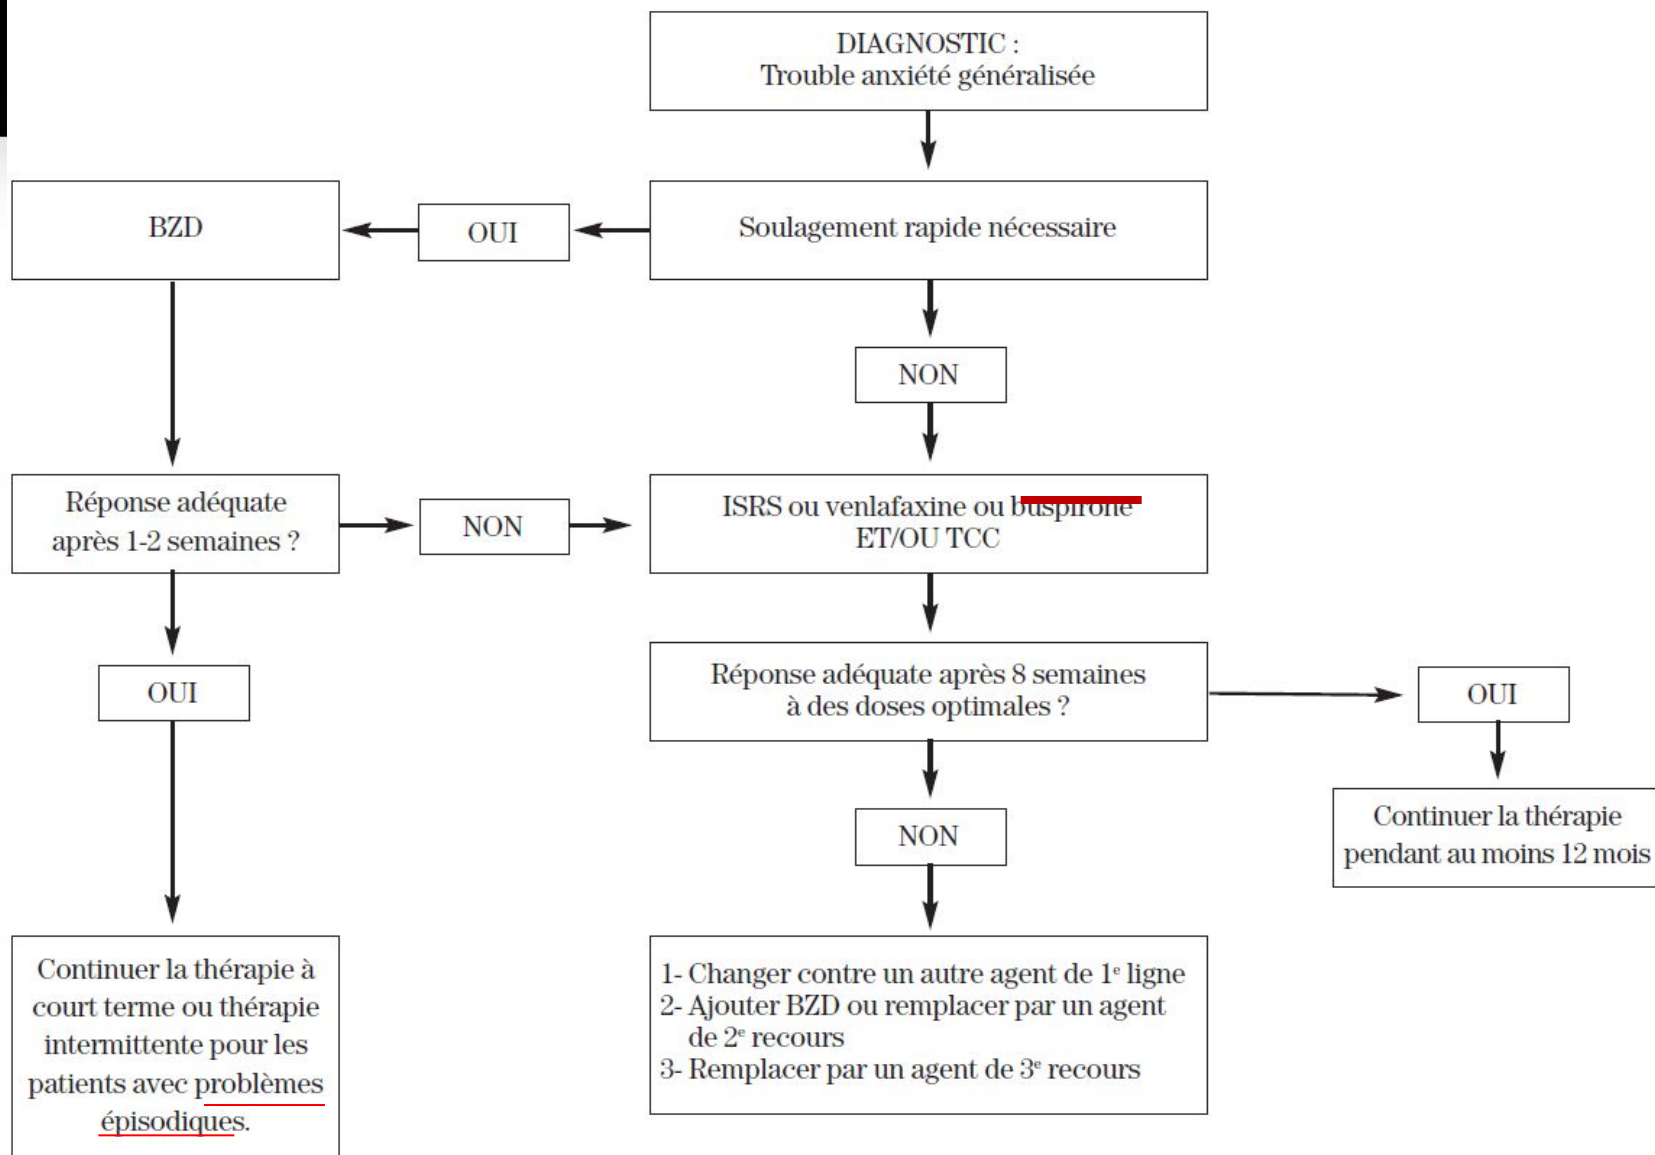 DIAGNOSTIC :
Trouble anxiété généralisée
BZD
OUI
Soulagement rapide nécessaire
NON
Réponse adéquate
après 1-2 semaines ?
NON
ISRS ou venlafaxine ou buspirone
ET/OU TCC
OUI
Réponse adéquate après 8 semaines
à des doses optimales ?
OUI
NON
Continuer la thérapie
pendant au moins 12 mois
Continuer la thérapie à
court terme ou thérapie
intermittente pour les
patients avec problèmes
épisodiques.
1- Changer contre un autre agent de 1e ligne
2- Ajouter BZD ou remplacer par un agent
de 2e recours
3- Remplacer par un agent de 3e recours